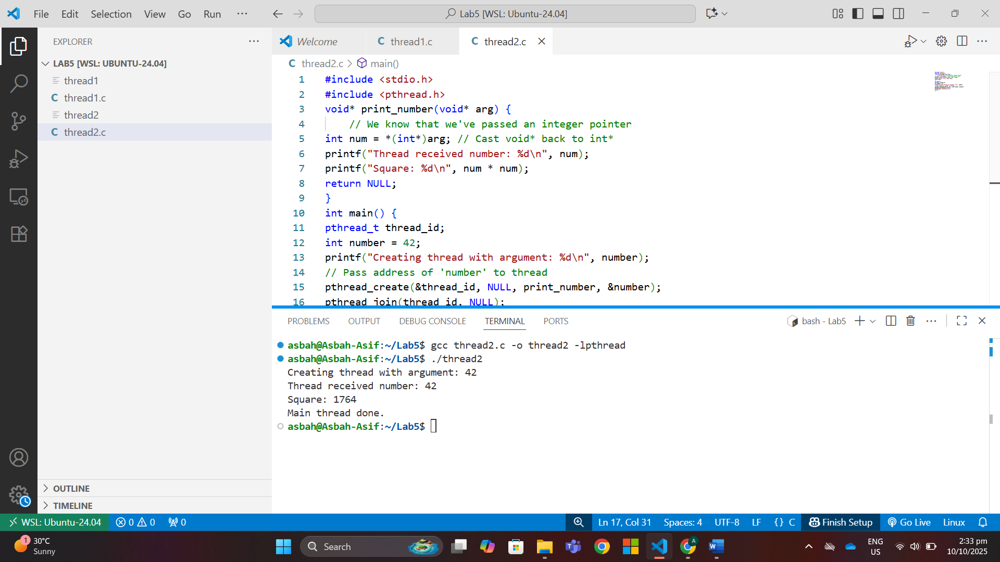 File Edit Selection View Go Run ···
Lab5 [WSL: Ubuntu-24.04]
EXPLORER
LAB5 [WSL: UBUNTU-24.04]
thread1
C thread1.c
thread2
C thread2.c
OUTLINE
TIMELINE
Welcome
C thread1.c
C thread2.c
C thread2.c > main()
1 #include <stdio.h>
2 #include <pthread.h>
3 void* print_number(void* arg) {
4 // We know that we've passed an integer pointer
5 int num = *(int*)arg; // Cast void* back to int*
6 printf("Thread received number: %d\n", num);
7 printf("Square: %d\n", num * num);
8 return NULL;
9 }
10 int main() {
11 pthread_t thread_id;
12 int number = 42;
13 printf("Creating thread with argument: %d\n", number);
14 // Pass address of 'number' to thread
15 pthread_create(&thread_id, NULL, print_number, &number);
16 pthread_join(thread_id, NULL);
PROBLEMS OUTPUT DEBUG CONSOLE TERMINAL PORTS
bash - Lab5
asbah@Asbah-Asif:~/Lab5$ gcc thread2.c -o thread2 -lpthread
asbah@Asbah-Asif:~/Lab5$ ./thread2
Creating thread with argument: 42
Thread received number: 42
Square: 1764
Main thread done.
asbah@Asbah-Asif:~/Lab5$
WSL: Ubuntu-24.04 0 0 0
Ln 17, Col 31 Spaces: 4 UTF-8 LF {} C Finish Setup Go Live Linux
1
30°C
Sunny
Search
A
ENG
US
2:33 pm
10/10/2025